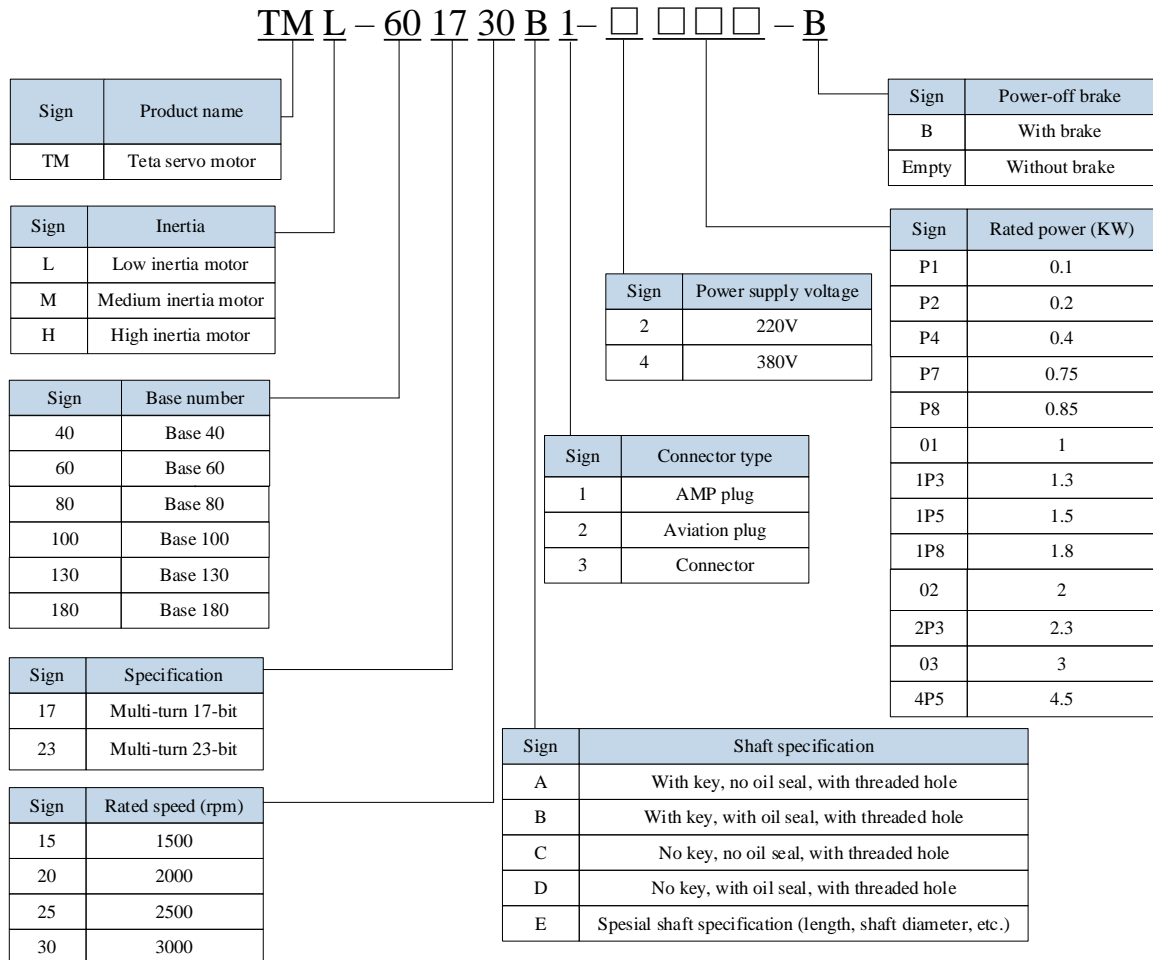 TM L – 60 17 30 B 1– □ □□□ – B
Sign Product name
TM Teta servo motor
Sign Inertia
L Low inertia motor
M Medium inertia motor
H High inertia motor
Sign Base number
40 Base 40
60 Base 60
80 Base 80
100 Base 100
130 Base 130
180 Base 180
Sign Specification
17 Multi-turn 17-bit
23 Multi-turn 23-bit
Sign Rated speed (rpm)
15 1500
20 2000
25 2500
30 3000
Sign Shaft specification
A With key, no oil seal, with threaded hole
B With key, with oil seal, with threaded hole
C No key, no oil seal, with threaded hole
D No key, with oil seal, with threaded hole
E Spesial shaft specification (length, shaft diameter, etc.)
Sign Connector type
1 AMP plug
2 Aviation plug
3 Connector
Sign Power supply voltage
2 220V
4 380V
Sign Rated power (KW)
P1 0.1
P2 0.2
P4 0.4
P7 0.75
P8 0.85
01 1
1P3 1.3
1P5 1.5
1P8 1.8
02 2
2P3 2.3
03 3
4P5 4.5
Sign Power-off brake
B With brake
Empty Without brake